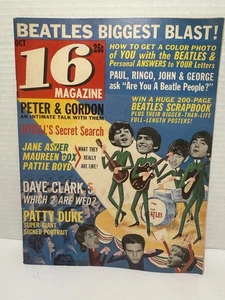 BEATLES BIGGEST BLAST!
OCT
25¢
16
MAGAZINE
HOW TO GET A COLOR PHOTO
of YOU with the BEATLES &
Personal ANSWERS to YOUR Letters
PAUL, RINGO, JOHN & GEORGE
ask "Are You A Beatle People?"
WIN A HUGE 200-PAGE
BEATLES SCRAPBOOK
PLUS THEIR BIGGER-THAN-LIFE
FULL-LENGTH POSTERS!
PETER & GORDON
AN INTIMATE TALK WITH THEM
Secret Search
JANE ASHER
MAUREEN COX
PATTIE BOYD
WHAT THEY
REALLY
ARE LIKE!
DAVE CLARK 5
WHICH 2 ARE WED?
PATTY DUKE
SUPER-GIANT
SIGNED PORTRAIT
THE
BEATLES